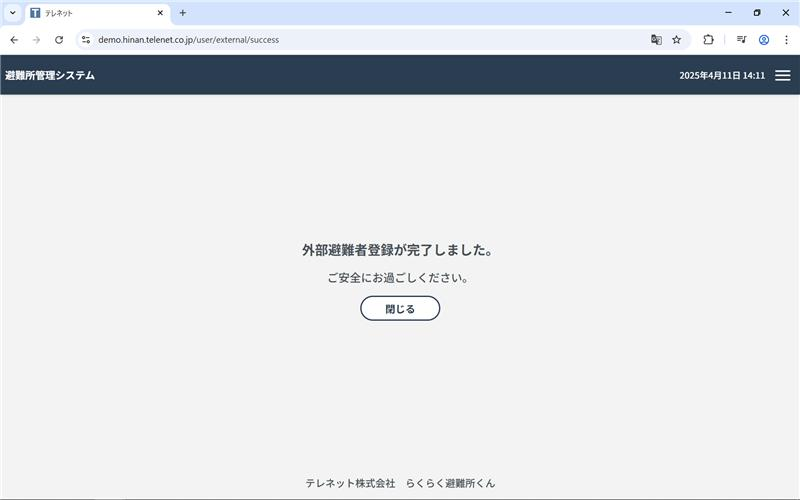 テレネット
demo.hinan.telenet.co.jp/user/external/success
避難所管理システム
2025年4月11日 14:11
外部避難者登録が完了しました。
ご安全にお過ごしください。
閉じる
テレネット株式会社　らくらく避難所くん